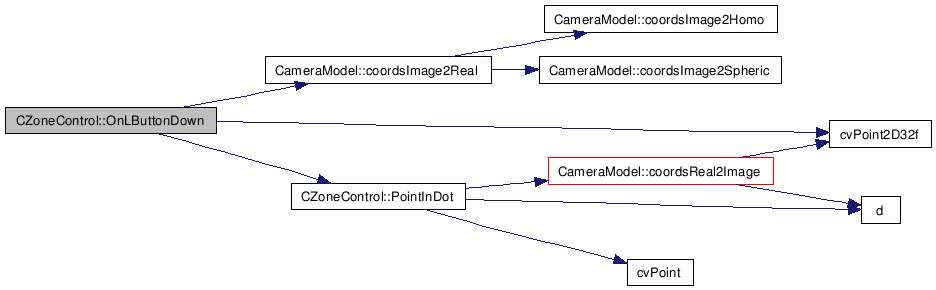 CameraModel::coordsImage2Homo
CameraModel::coordsImage2Real
CameraModel::coordsImage2Spheric
CZoneControl::OnLButtonDown
cvPoint2D32f
CameraModel::coordsReal2Image
CZoneControl::PointInDot
d
cvPoint